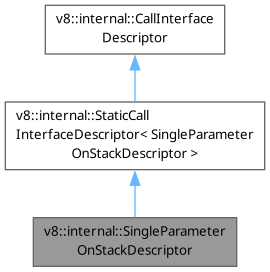 v8::internal::CallInterface
Descriptor
v8::internal::StaticCall
InterfaceDescriptor< SingleParameter
OnStackDescriptor >
v8::internal::SingleParameter
OnStackDescriptor